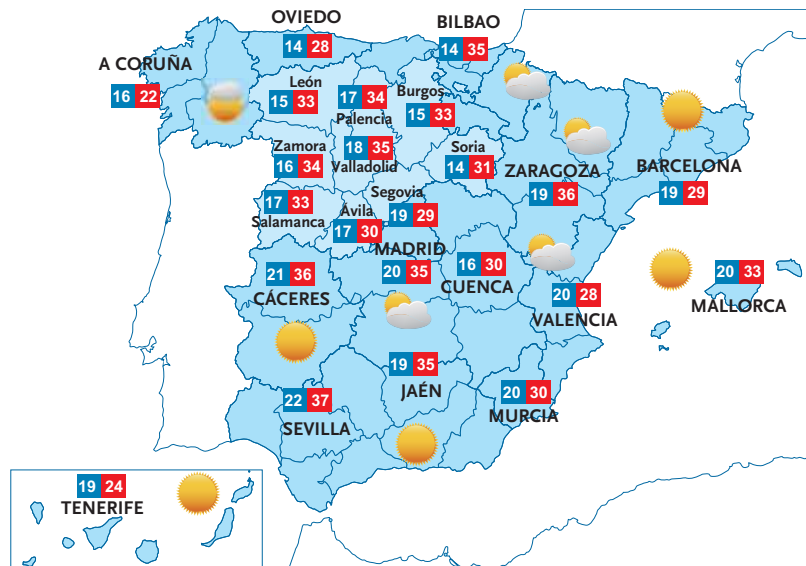 OVIEDO
14 28
BILBAO
14 35
A CORUÑA
16 22
León
15 33
17 34
Palencia
Burgos
15 33
Zamora
16 34
18 35
Valladolid
Soria
14 31
ZARAGOZA
19 36
BARCELONA
19 29
17 33
Salamanca
Ávila
17 30
Segovia
19 29
MADRID
20 35
16 30
CUENCA
21 36
CÁCERES
20 28
VALENCIA
20 33
MALLORCA
19 35
JAÉN
22 37
SEVILLA
20 30
MURCIA
19 24
TENERIFE